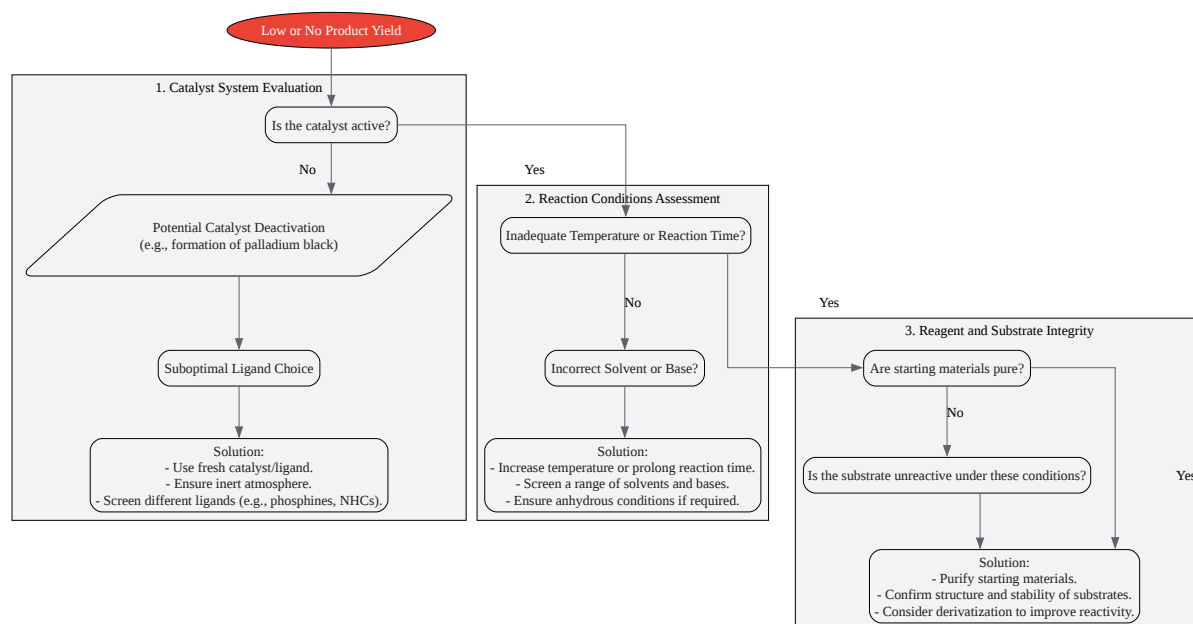 Low or No Product Yield
1. Catalyst System Evaluation
Is the catalyst active?
No
Yes
Potential Catalyst Deactivation
(e.g., formation of palladium black)
Suboptimal Ligand Choice
Solution:
- Use fresh catalyst/ligand.
- Ensure inert atmosphere.
- Screen different ligands (e.g., phosphines, NHCs).
2. Reaction Conditions Assessment
Inadequate Temperature or Reaction Time?
No
Yes
Incorrect Solvent or Base?
Solution:
- Increase temperature or prolong reaction time.
- Screen a range of solvents and bases.
- Ensure anhydrous conditions if required.
3. Reagent and Substrate Integrity
Are starting materials pure?
No
Is the substrate unreactive under these conditions?
Yes
Solution:
- Purify starting materials.
- Confirm structure and stability of substrates.
- Consider derivatization to improve reactivity.